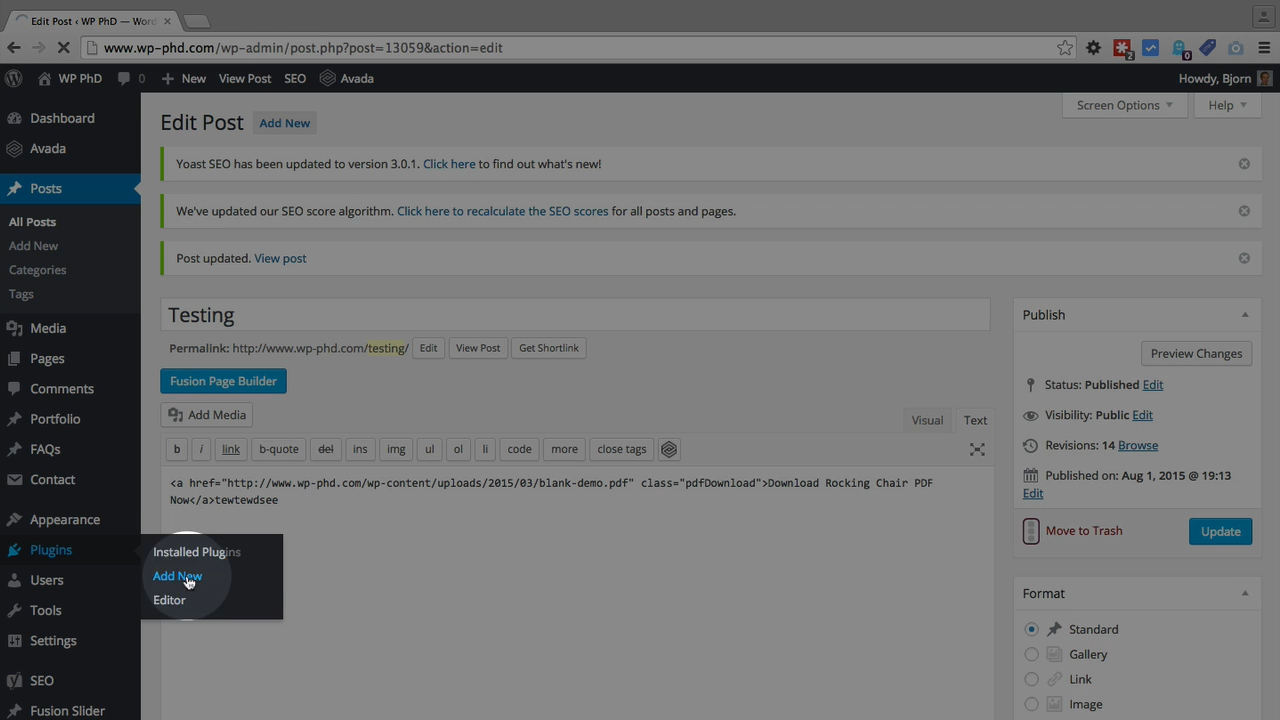 Edit Post ‹ WP PhD — Word
www.wp-phd.com/wp-admin/post.php?post=13059&action=edit
2
0
WP PhD
0
New
View Post
SEO
Avada
Howdy, Bjorn
Screen Options
Help
Dashboard
Avada
Posts
All Posts
Add New
Categories
Tags
Media
Pages
Comments
Portfolio
FAQs
Contact
Appearance
Plugins
Users
Tools
Settings
SEO
Fusion Slider
Installed Plugins
Add New
Editor
Edit Post
Add New
Yoast SEO has been updated to version 3.0.1. Click here to find out what's new!
We've updated our SEO score algorithm. Click here to recalculate the SEO scores for all posts and pages.
Post updated. View post
Testing
Permalink: http://www.wp-phd.com/testing/
Edit
View Post
Get Shortlink
Fusion Page Builder
Add Media
Visual
Text
b
i
link
b-quote
del
ins
img
ul
ol
li
code
more
close tags
<a href="http://www.wp-phd.com/wp-content/uploads/2015/03/blank-demo.pdf" class="pdfDownload">Download Rocking Chair PDF
Now</a>tewtewdsee
Publish
Preview Changes
Status: Published Edit
Visibility: Public Edit
Revisions: 14 Browse
Published on: Aug 1, 2015 @ 19:13
Edit
Move to Trash
Update
Format
Standard
Gallery
Link
Image